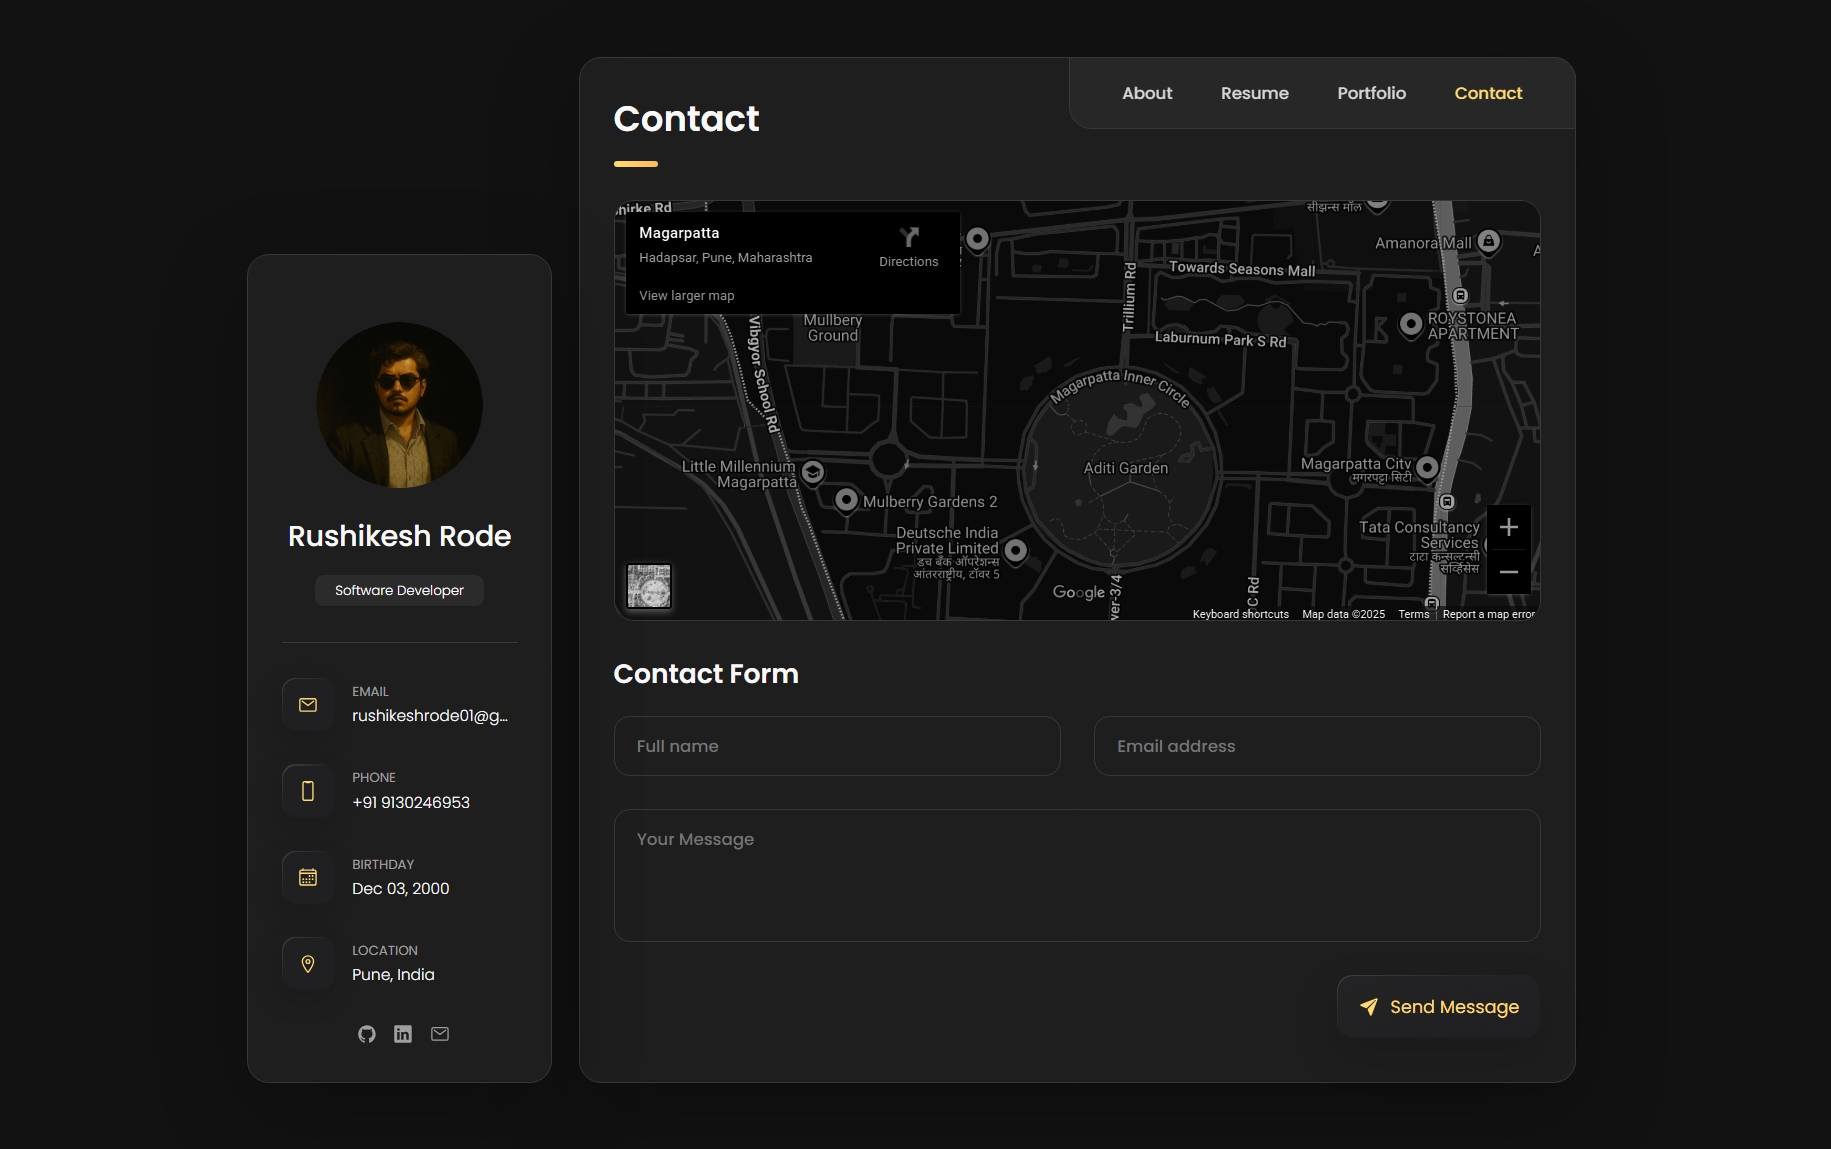 About
Resume
Portfolio
Contact
Contact
Rushikesh Rode
Software Developer
EMAIL
rushikeshrode01@g...
PHONE
+91 9130246953
BIRTHDAY
Dec 03, 2000
LOCATION
Pune, India
Magarpatta
Hadapsar, Pune, Maharashtra
View larger map
Directions
सीझन्स मॉल
Amanora Mall
Towards Seasons Mall
Trillium Rd
Laburnum Park S Rd
ROYSTONEA
APARTMENT
Mullbery
Ground
Vibgyor School Rd
Magarpatta Inner Circle
Aditi Garden
Little Millennium
Magarpatta
Mulberry Gardens 2
Magarpatta City
मगरपट्टा सिटी
Deutsche India
Private Limited
डच बँक ऑपरेशन्स
आंतरराष्ट्रीय, टॉवर 5
Tata Consultancy
Services
टाटा कन्सल्टन्सी
सर्व्हिसेस
Google
ver-3/4
C Rd
Keyboard shortcuts
Map data ©2025
Terms
Report a map error
Contact Form
Full name
Email address
Your Message
Send Message